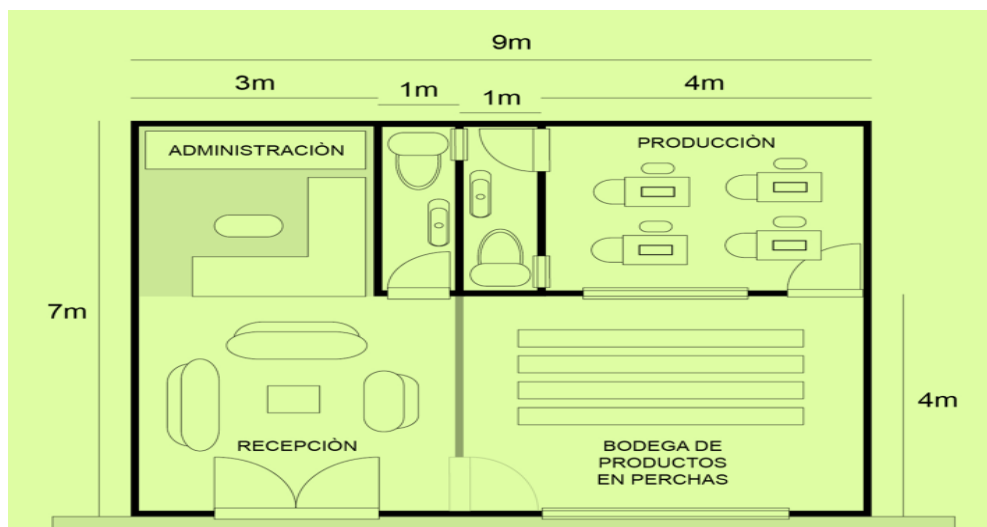 9m
3m
1m
1m
4m
ADMINISTRACIÒN
PRODUCCIÒN
7m
4m
RECEPCIÒN
BODEGA DE
PRODUCTOS
EN PERCHAS